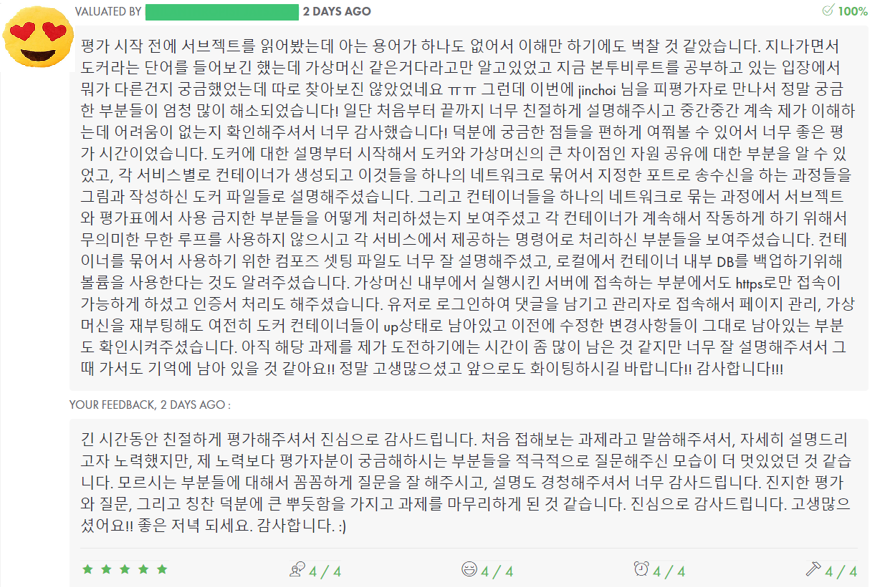 VALUATED BY 2 DAYS AGO 100%
평가 시작 전에 서브젝트를 읽어봤는데 아는 용어가 하나도 없어서 이해만 하기에도 벅찰 것 같았습니다. 지나가면서
도커라는 단어를 들어보긴 했는데 가상머신 같은거다라고만 알고있었고 지금 본투비루트를 공부하고 있는 입장에서
뭐가 다른건지 궁금했었는데 따로 찾아보진 않았었네요 ㅠㅠ 그런데 이번에 jinchoi 님을 피평가자로 만나서 정말 궁금
한 부분들이 엄청 많이 해소되었습니다! 일단 처음부터 끝까지 너무 친절하게 설명해주시고 중간중간 계속 제가 이해하
는데 어려움이 없는지 확인해주셔서 너무 감사했습니다! 덕분에 궁금한 점들을 편하게 여쭤볼 수 있어서 너무 좋은 평
가 시간이었습니다. 도커에 대한 설명부터 시작해서 도커와 가상머신의 큰 차이점인 자원 공유에 대한 부분을 알 수 있
었고, 각 서비스별로 컨테이너가 생성되고 이것들을 하나의 네트워크로 묶어서 지정한 포트로 송수신을 하는 과정들을
그림과 작성하신 도커 파일들로 설명해주셨습니다. 그리고 컨테이너들을 하나의 네트워크로 묶는 과정에서 서브젝트
와 평가표에서 사용 금지한 부분들을 어떻게 처리하셨는지 보여주셨고 각 컨테이너가 계속해서 작동하게 하기 위해서
무의미한 무한 루프를 사용하지 않으시고 각 서비스에서 제공하는 명령어로 처리하신 부분들을 보여주셨습니다. 컨테
이너를 묶어서 사용하기 위한 컴포즈 셋팅 파일도 너무 잘 설명해주셨고, 로컬에서 컨테이너 내부 DB를 백업하기위해
볼륨을 사용한다는 것도 알려주셨습니다. 가상머신 내부에서 실행시킨 서버에 접속하는 부분에서도 https로만 접속이
가능하게 하셨고 인증서 처리도 해주셨습니다. 유저로 로그인하여 댓글을 남기고 관리자로 접속해서 페이지 관리, 가상
머신을 재부팅해도 여전히 도커 컨테이너들이 up상태로 남아있고 이전에 수정한 변경사항들이 그대로 남아있는 부분
도 확인시켜주셨습니다. 아직 해당 과제를 제가 도전하기에는 시간이 좀 많이 남은 것 같지만 너무 잘 설명해주셔서 그
때 가서도 기억에 남아 있을 것 같아요!! 정말 고생많으셨고 앞으로도 화이팅하시길 바랍니다!! 감사합니다!!!
YOUR FEEDBACK, 2 DAYS AGO :
긴 시간동안 친절하게 평가해주셔서 진심으로 감사드립니다. 처음 접해보는 과제라고 말씀해주셔서, 자세히 설명드리
고자 노력했지만, 제 노력보다 평가자분이 궁금해하시는 부분들을 적극적으로 질문해주신 모습이 더 멋있었던 것 같습
니다. 모르시는 부분들에 대해서 꼼꼼하게 질문을 잘 해주시고, 설명도 경청해주셔서 너무 감사드립니다. 진지한 평가
와 질문, 그리고 칭찬 덕분에 큰 뿌듯함을 가지고 과제를 마무리하게 된 것 같습니다. 진심으로 감사드립니다. 고생많으
셨어요!! 좋은 저녁 되세요. 감사합니다. :)
4 / 4 4 / 4 4 / 4 4 / 4